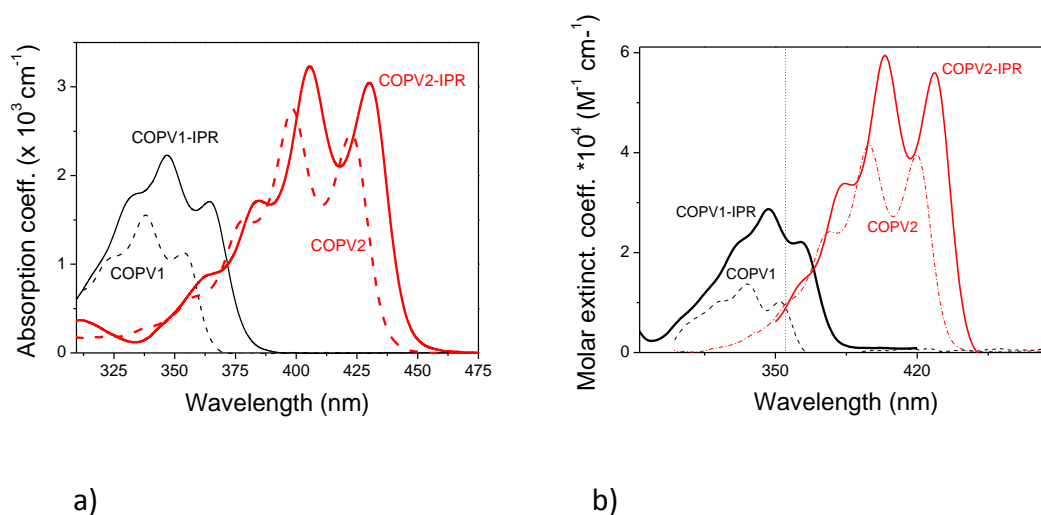 Absorption coeff. (x 10³ cm⁻¹)
3
2
1
0
COPV2-IPR
COPV1-IPR
COPV1
COPV2
325 350 375 400 425 450 475
Wavelength (nm)
a)
Molar extinct. coeff. *10⁴ (M⁻¹ cm-¹)
6
4
2
0
COPV2-IPR
COPV1-IPR
COPV2
COPV1
350 420
Wavelength (nm)
b)